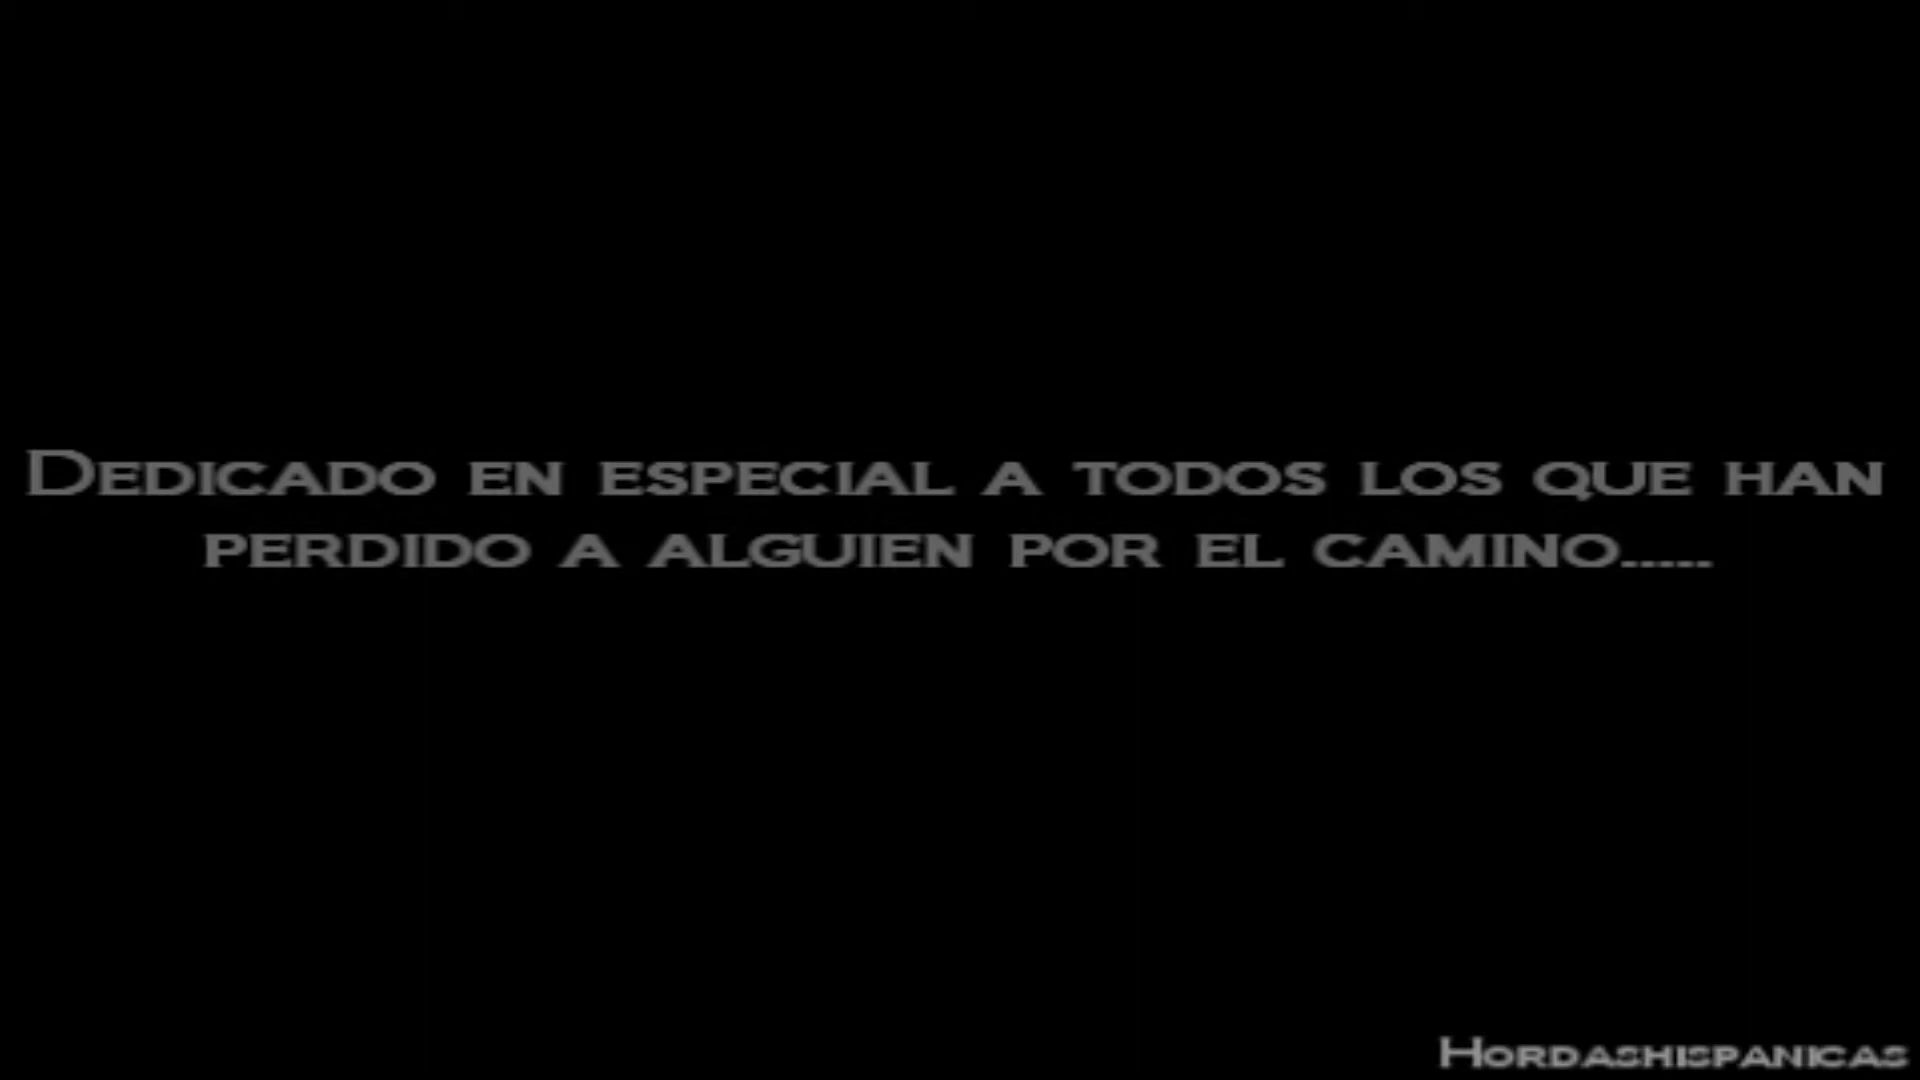 Dedicado en especial a todos los que han
perdido a alguien por el camino.....
Hordashispanicas